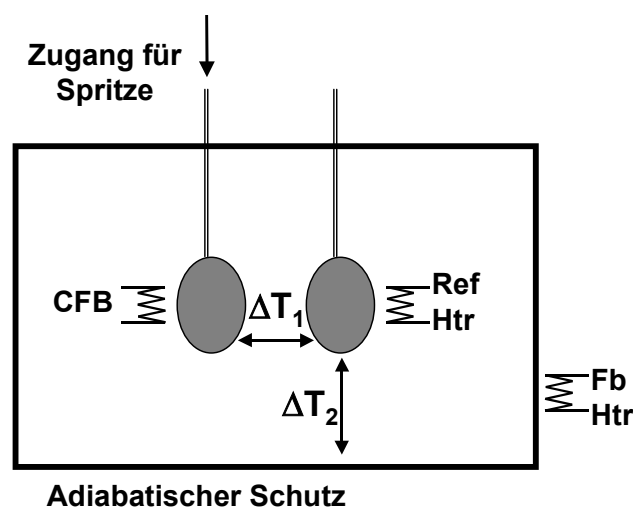 Zugang für
Spritze
CFB
ΔT₁
Ref
Htr
ΔT₂
Fb
Htr
Adiabatischer Schutz